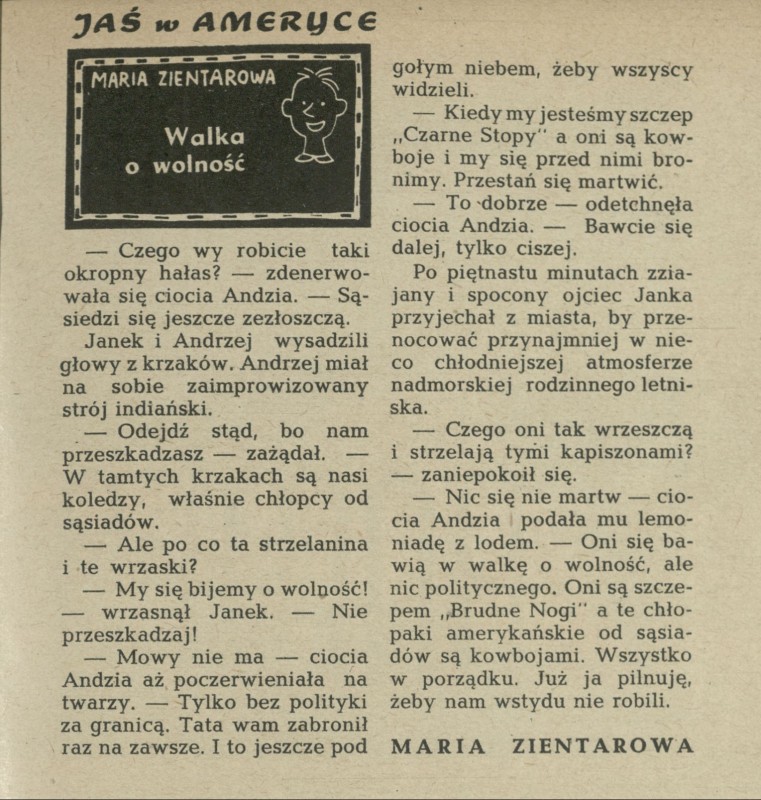 JAŚ w AMERYCE
MARIA ZIENTAROWA
Walka
o wolność
— Czego wy robicie taki
okropny hałas? — zdenerwo-
wała się ciocia Andzia. — Są-
siedzi się jeszcze zezłoszczą.
Janek i Andrzej wysadzili
głowy z krzaków. Andrzej miał
na sobie zaimprowizowany
strój indiański.
— Odejdź stąd, bo nam
przeszkadzasz — zażądał. —
W tamtych krzakach są nasi
koledzy, właśnie chłopcy od
sąsiadów.
— Ale po co ta strzelanina
i te wrzaski?
— My się bijemy o wolność!
— wrzasnął Janek. — Nie
przeszkadzaj!
— Mowy nie ma — ciocia
Andzia aż poczerwieniała na
twarzy. — Tylko bez polityki
za granicą. Tata wam zabronił
raz na zawsze. I to jeszcze pod
gołym niebem, żeby wszyscy
widzieli.
— Kiedy my jesteśmy szczep
„Czarne Stopy" a oni są kow-
boje i my się przed nimi bro-
nimy. Przestań się martwić.
— To dobrze — odetchnęła
ciocia Andzia. — Bawcie się
dalej, tylko ciszej.
Po piętnastu minutach zzia-
jany i spocony ojciec Janka
przyjechał z miasta, by prze-
nocować przynajmniej w nie-
co chłodniejszej atmosferze
nadmorskiej rodzinnego letni-
ska.
— Czego oni tak wrzeszczą
i strzelają tymi kapiszonami?
— zaniepokoił się.
— Nic się nie martw — cio-
cia Andzia podała mu lemo-
niadę z lodem. — Oni się ba-
wią w walkę o wolność, ale
nic politycznego. Oni są szcze-
pem „Brudne Nogi" a te chło-
paki amerykańskie od sąsia-
dów są kowbojami. Wszystko
w porządku. Już ja pilnuję,
żeby nam wstydu nie robili.
MARIA ZIENTAROWA